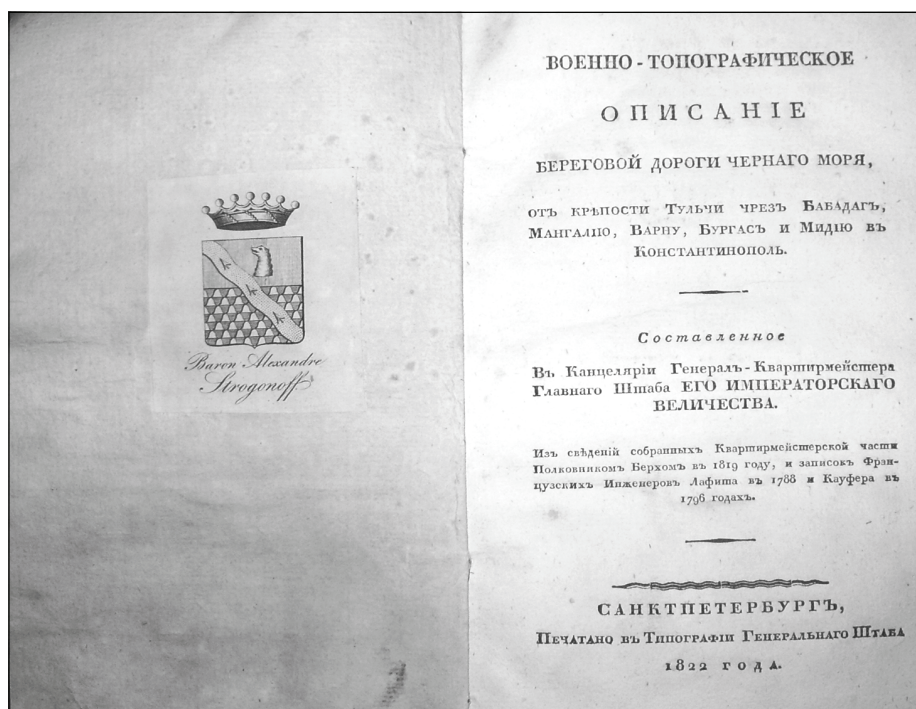 Baron Alexandre
Strogonoff
ВОЕННО-ТОПОГРАФИЧЕСКОЕ
ОПИСАНІЕ
БЕРЕГОВОЙ ДОРОГИ ЧЕРНАГО МОРЯ,
отъ крѣпости Тульчи чрезъ Бабадагъ,
Мангалію, Варну, Бургасъ и Мидію въ
Константинополь.
Составленное
Въ Канцеляріи Генералъ-Квартирмейстера
Главнаго Штаба ЕГО ИМПЕРАТОРСКАГО
ВЕЛИЧЕСТВА.
Изъ свѣденій собранныхъ Квартирмейстерской части
Полковникомъ Берхомъ въ 1819 году, и записокъ Фран-
цузскихъ Инженеровъ Лафита въ 1788 и Кауфера въ
1796 годахъ.
САНКТПЕТЕРБУРГЪ,
Печатано въ Типографіи Генеральнаго Штаба
1822 года.